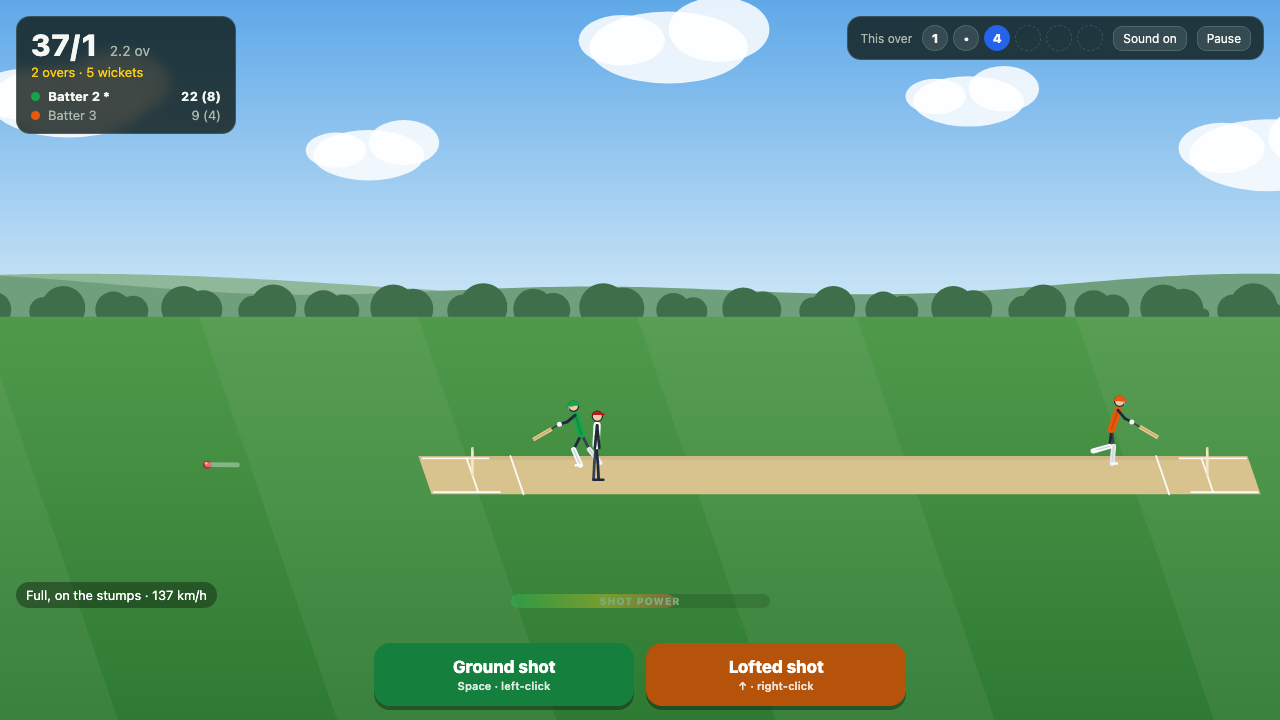 37/1 2.2 ov
2 overs · 5 wickets
Batter 2 * 22 (8)
Batter 3 9 (4)
This over 1 • 4 Sound on Pause
Full, on the stumps · 137 km/h
SHOT POWER
Ground shot
Space · left-click
Lofted shot
↑ · right-click